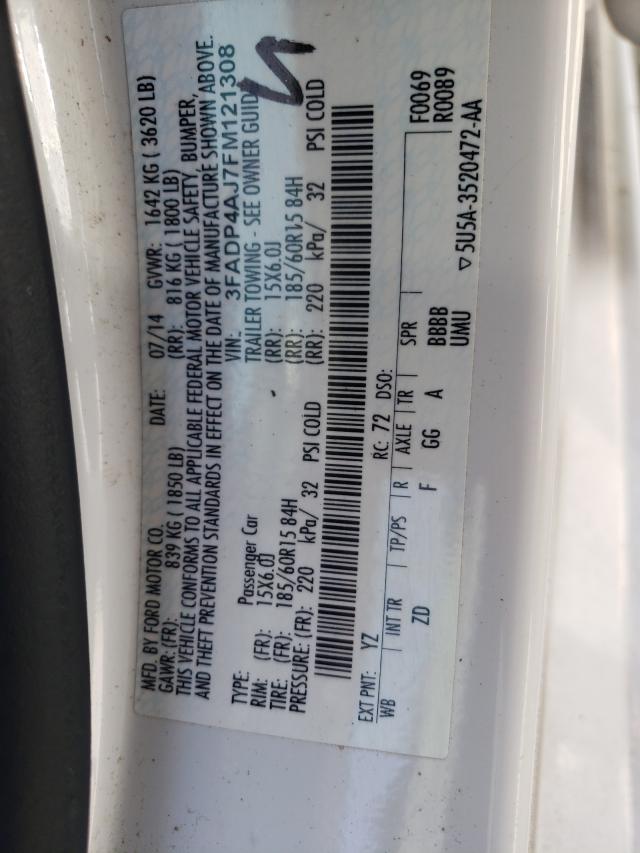 MFD. BY FORD MOTOR CO. DATE: 07/14 GVWR: 1642 KG ( 3620 LB)
GAWR: (FR): 839 KG ( 1850 LB) (RR): 816 KG ( 1800 LB)
THIS VEHICLE CONFORMS TO ALL APPLICABLE FEDERAL MOTOR VEHICLE SAFETY, BUMPER,
AND THEFT PREVENTION STANDARDS IN EFFECT ON THE DATE OF MANUFACTURE SHOWN ABOVE.
VIN: 3FADP4AJ7FM121308
TYPE: Passenger Car TRAILER TOWING - SEE OWNER GUID
RIM: (FR): 15X6.0J (RR): 15X6.0J
TIRE: (FR): 185/60R15 84H (RR): 185/60R15 84H
PRESSURE: (FR): 220 kPa/ 32 PSI COLD (RR): 220 kPa/ 32 PSI COLD
EXT PNT: YZ RC: 72 DSO:
WB INT TR TP/PS R AXLE TR SPR F0069
ZD F GG A BBBB R0089
UMU ▽ 5U5A-3520472-AA